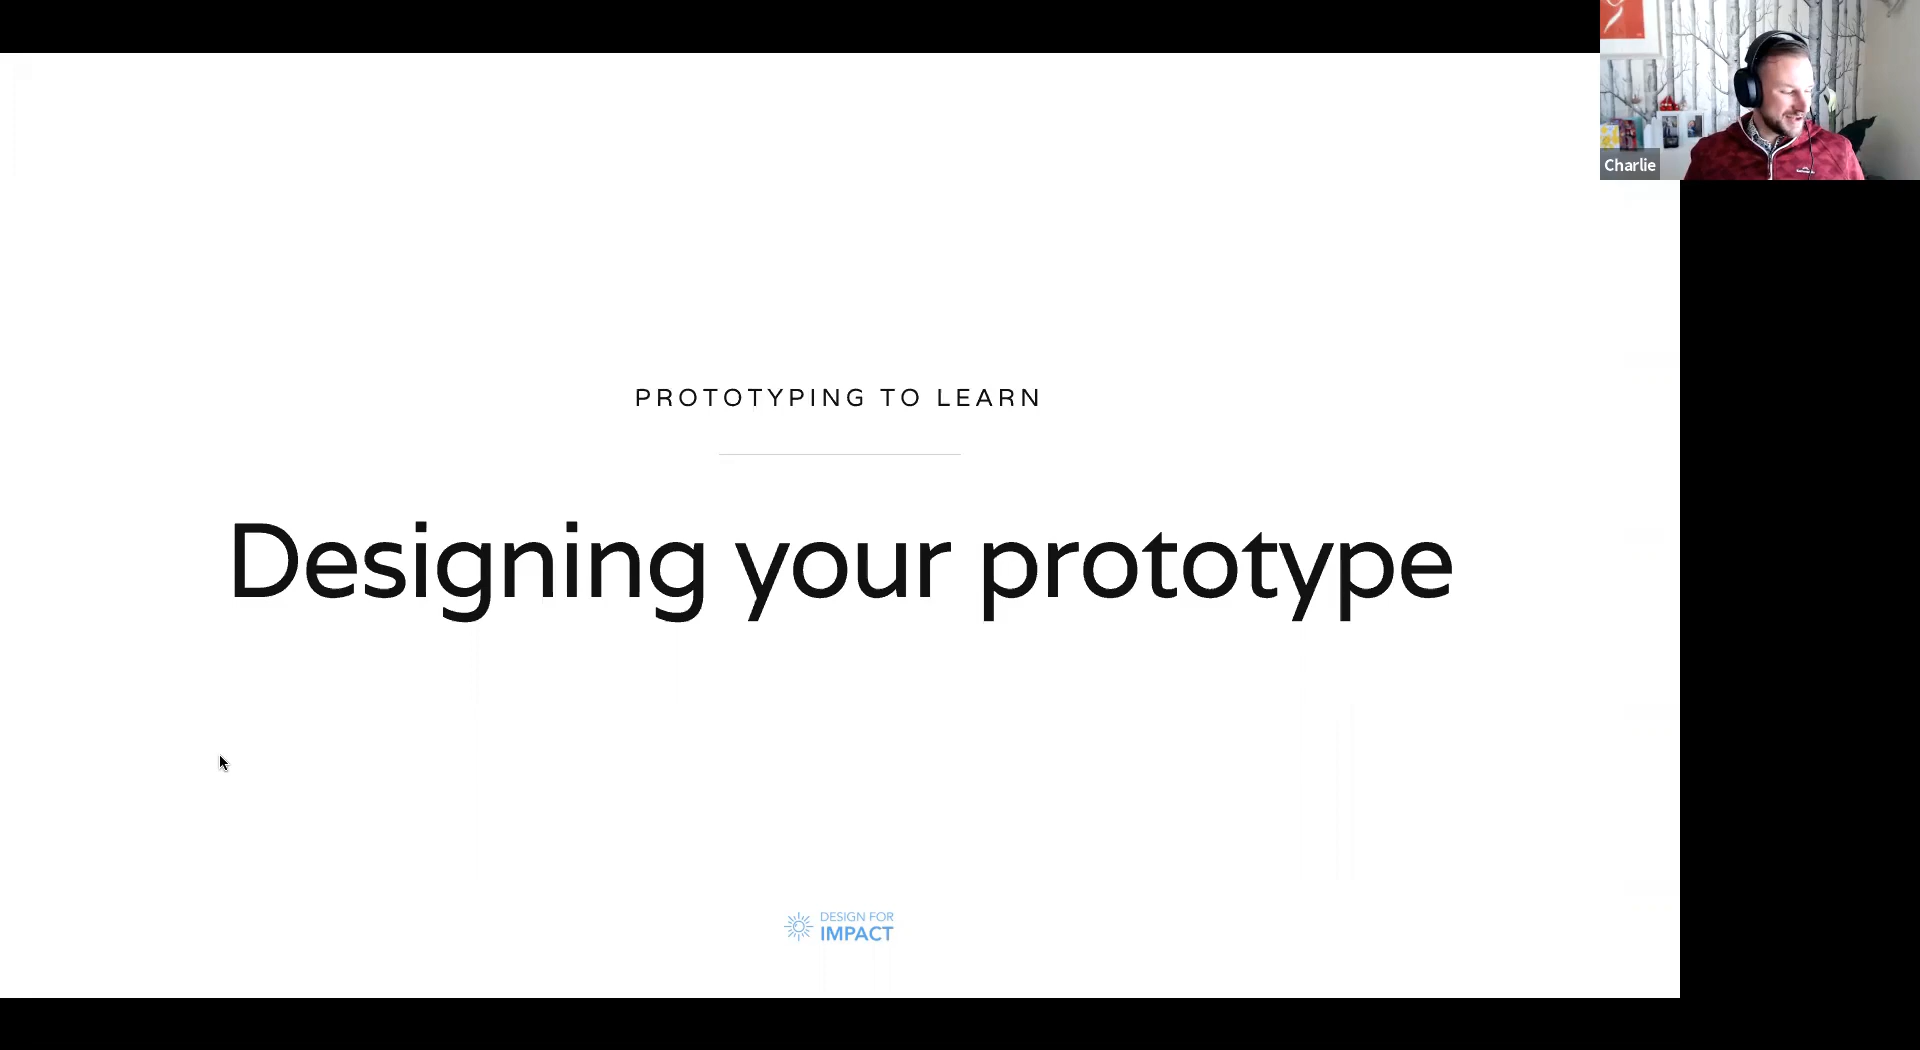 Charlie
PROTOTYPING TO LEARN
Designing your prototype
DESIGN FOR
IMPACT